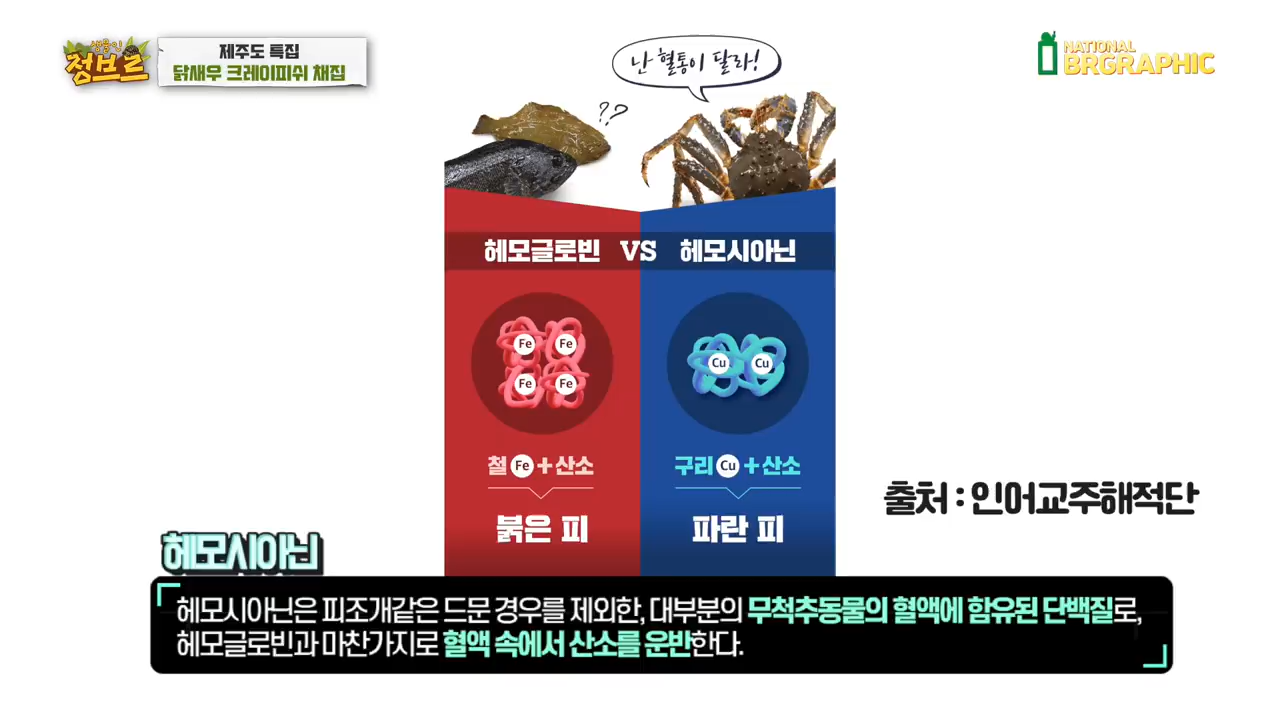 생물인
정브르
제주도 특집
닭새우 크레이피쉬 채집
NATIONAL
BRGRAPHIC
난 혈통이 달라!
??
헤모글로빈 VS 헤모시아닌
Fe Fe
Fe Fe
Cu Cu
철 Fe + 산소
구리 Cu + 산소
붉은 피
파란 피
출처 : 인어교주해적단
헤모시아닌
헤모시아닌은 피조개같은 드문 경우를 제외한, 대부분의 무척추동물의 혈액에 함유된 단백질로,
헤모글로빈과 마찬가지로 혈액 속에서 산소를 운반한다.